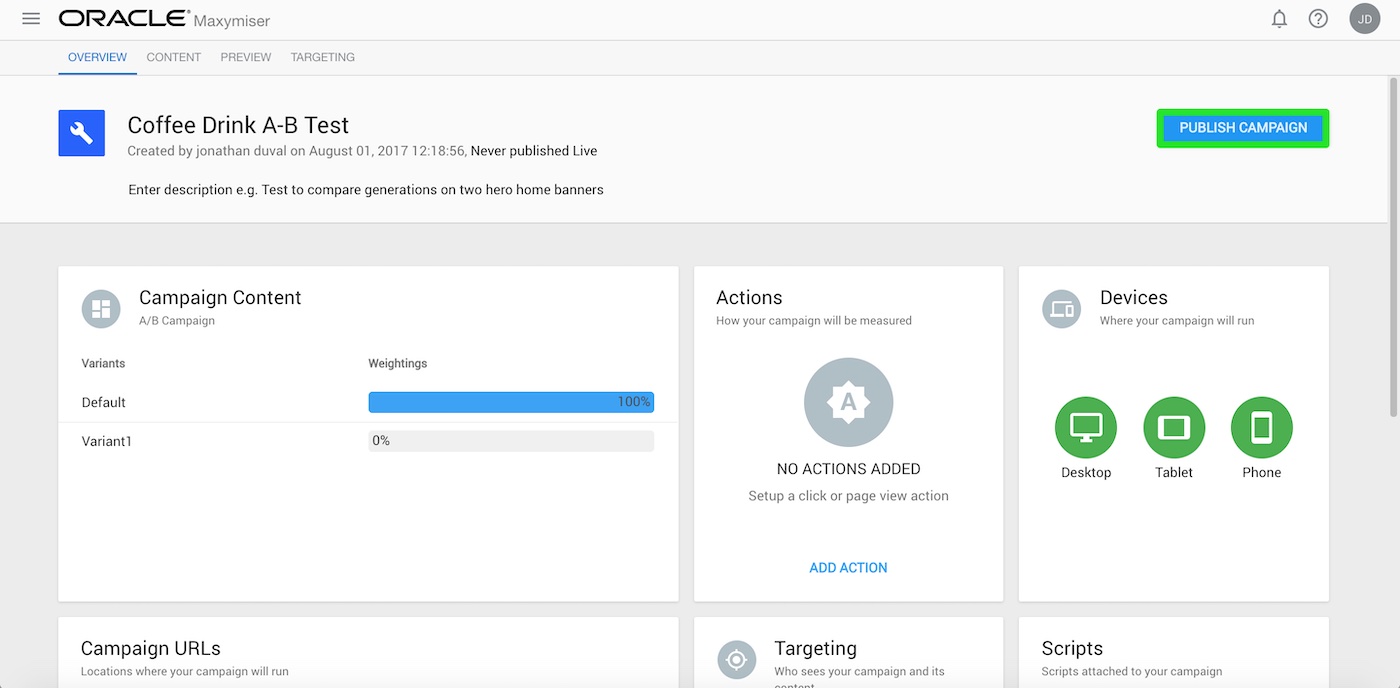 ORACLE® Maxymiser
JD
OVERVIEW CONTENT PREVIEW TARGETING
Coffee Drink A-B Test
PUBLISH CAMPAIGN
Created by jonathan duval on August 01, 2017 12:18:56, Never published Live
Enter description e.g. Test to compare generations on two hero home banners
Campaign Content
A/B Campaign
Variants Weightings
Default 100%
Variant1 0%
Actions
How your campaign will be measured
A
NO ACTIONS ADDED
Setup a click or page view action
ADD ACTION
Devices
Where your campaign will run
Desktop Tablet Phone
Campaign URLs
Locations where your campaign will run
Targeting
Who sees your campaign and its
content
Scripts
Scripts attached to your campaign